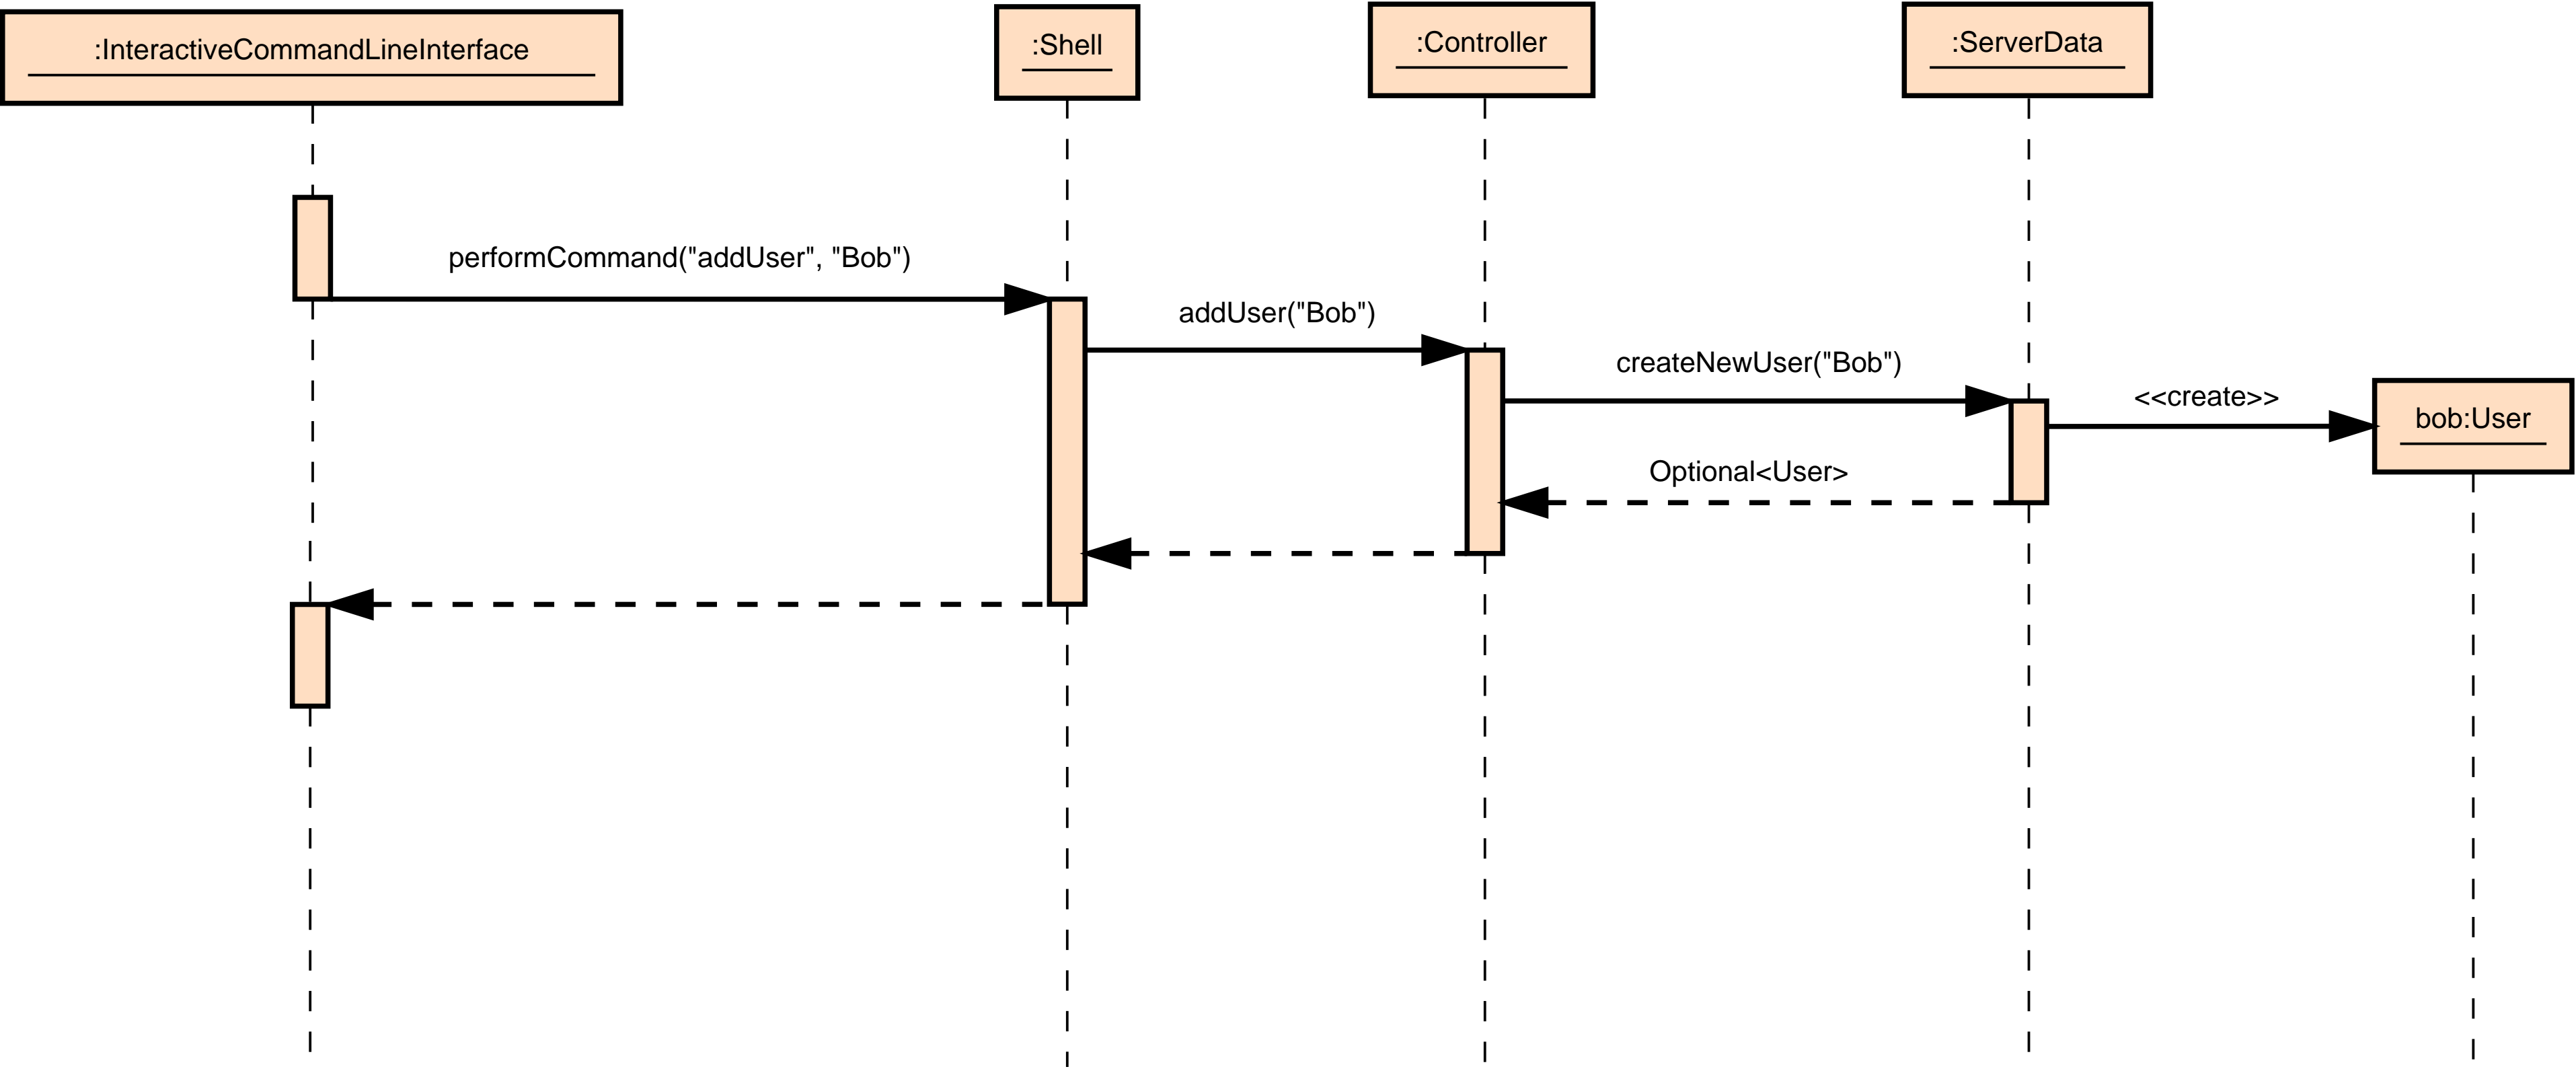 :InteractiveCommandLineInterface
:Shell
:Controller
:ServerData
performCommand("addUser", "Bob")
addUser("Bob")
createNewUser("Bob")
<<create>>
bob:User
Optional<User>